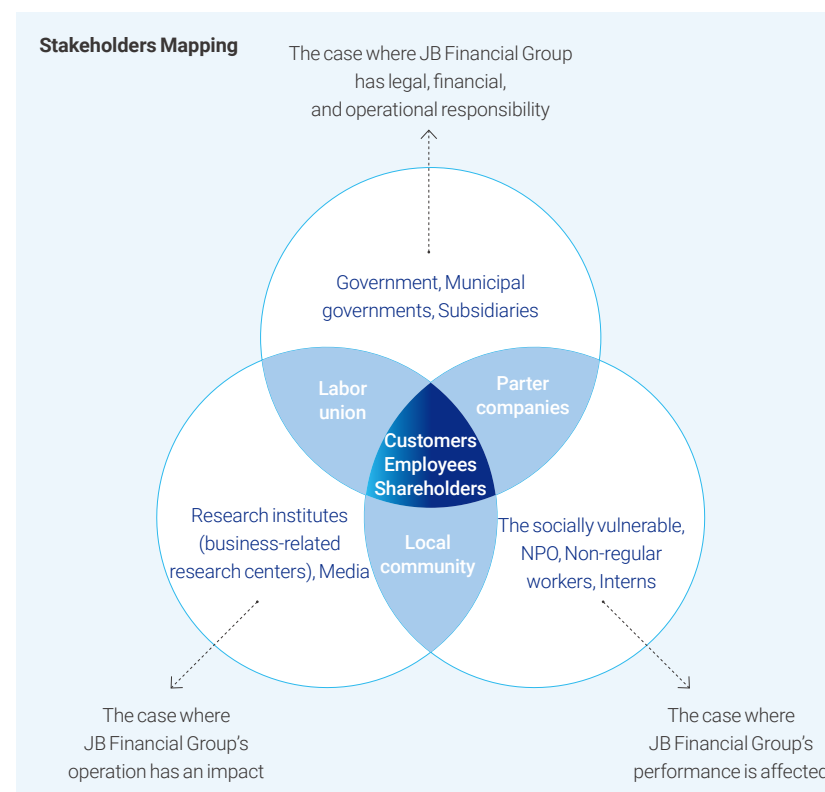 Stakeholders Mapping
The case where JB Financial Group
has legal, financial,
and operational responsibility
Government, Municipal
governments, Subsidiaries
Labor
union
Parter
companies
Customers
Employees
Shareholders
Research institutes
(business-related
research centers), Media
Local
community
The socially vulnerable,
NPO, Non-regular
workers, Interns
The case where
JB Financial Group's
operation has an impact
The case where
JB Financial Group's
performance is affected